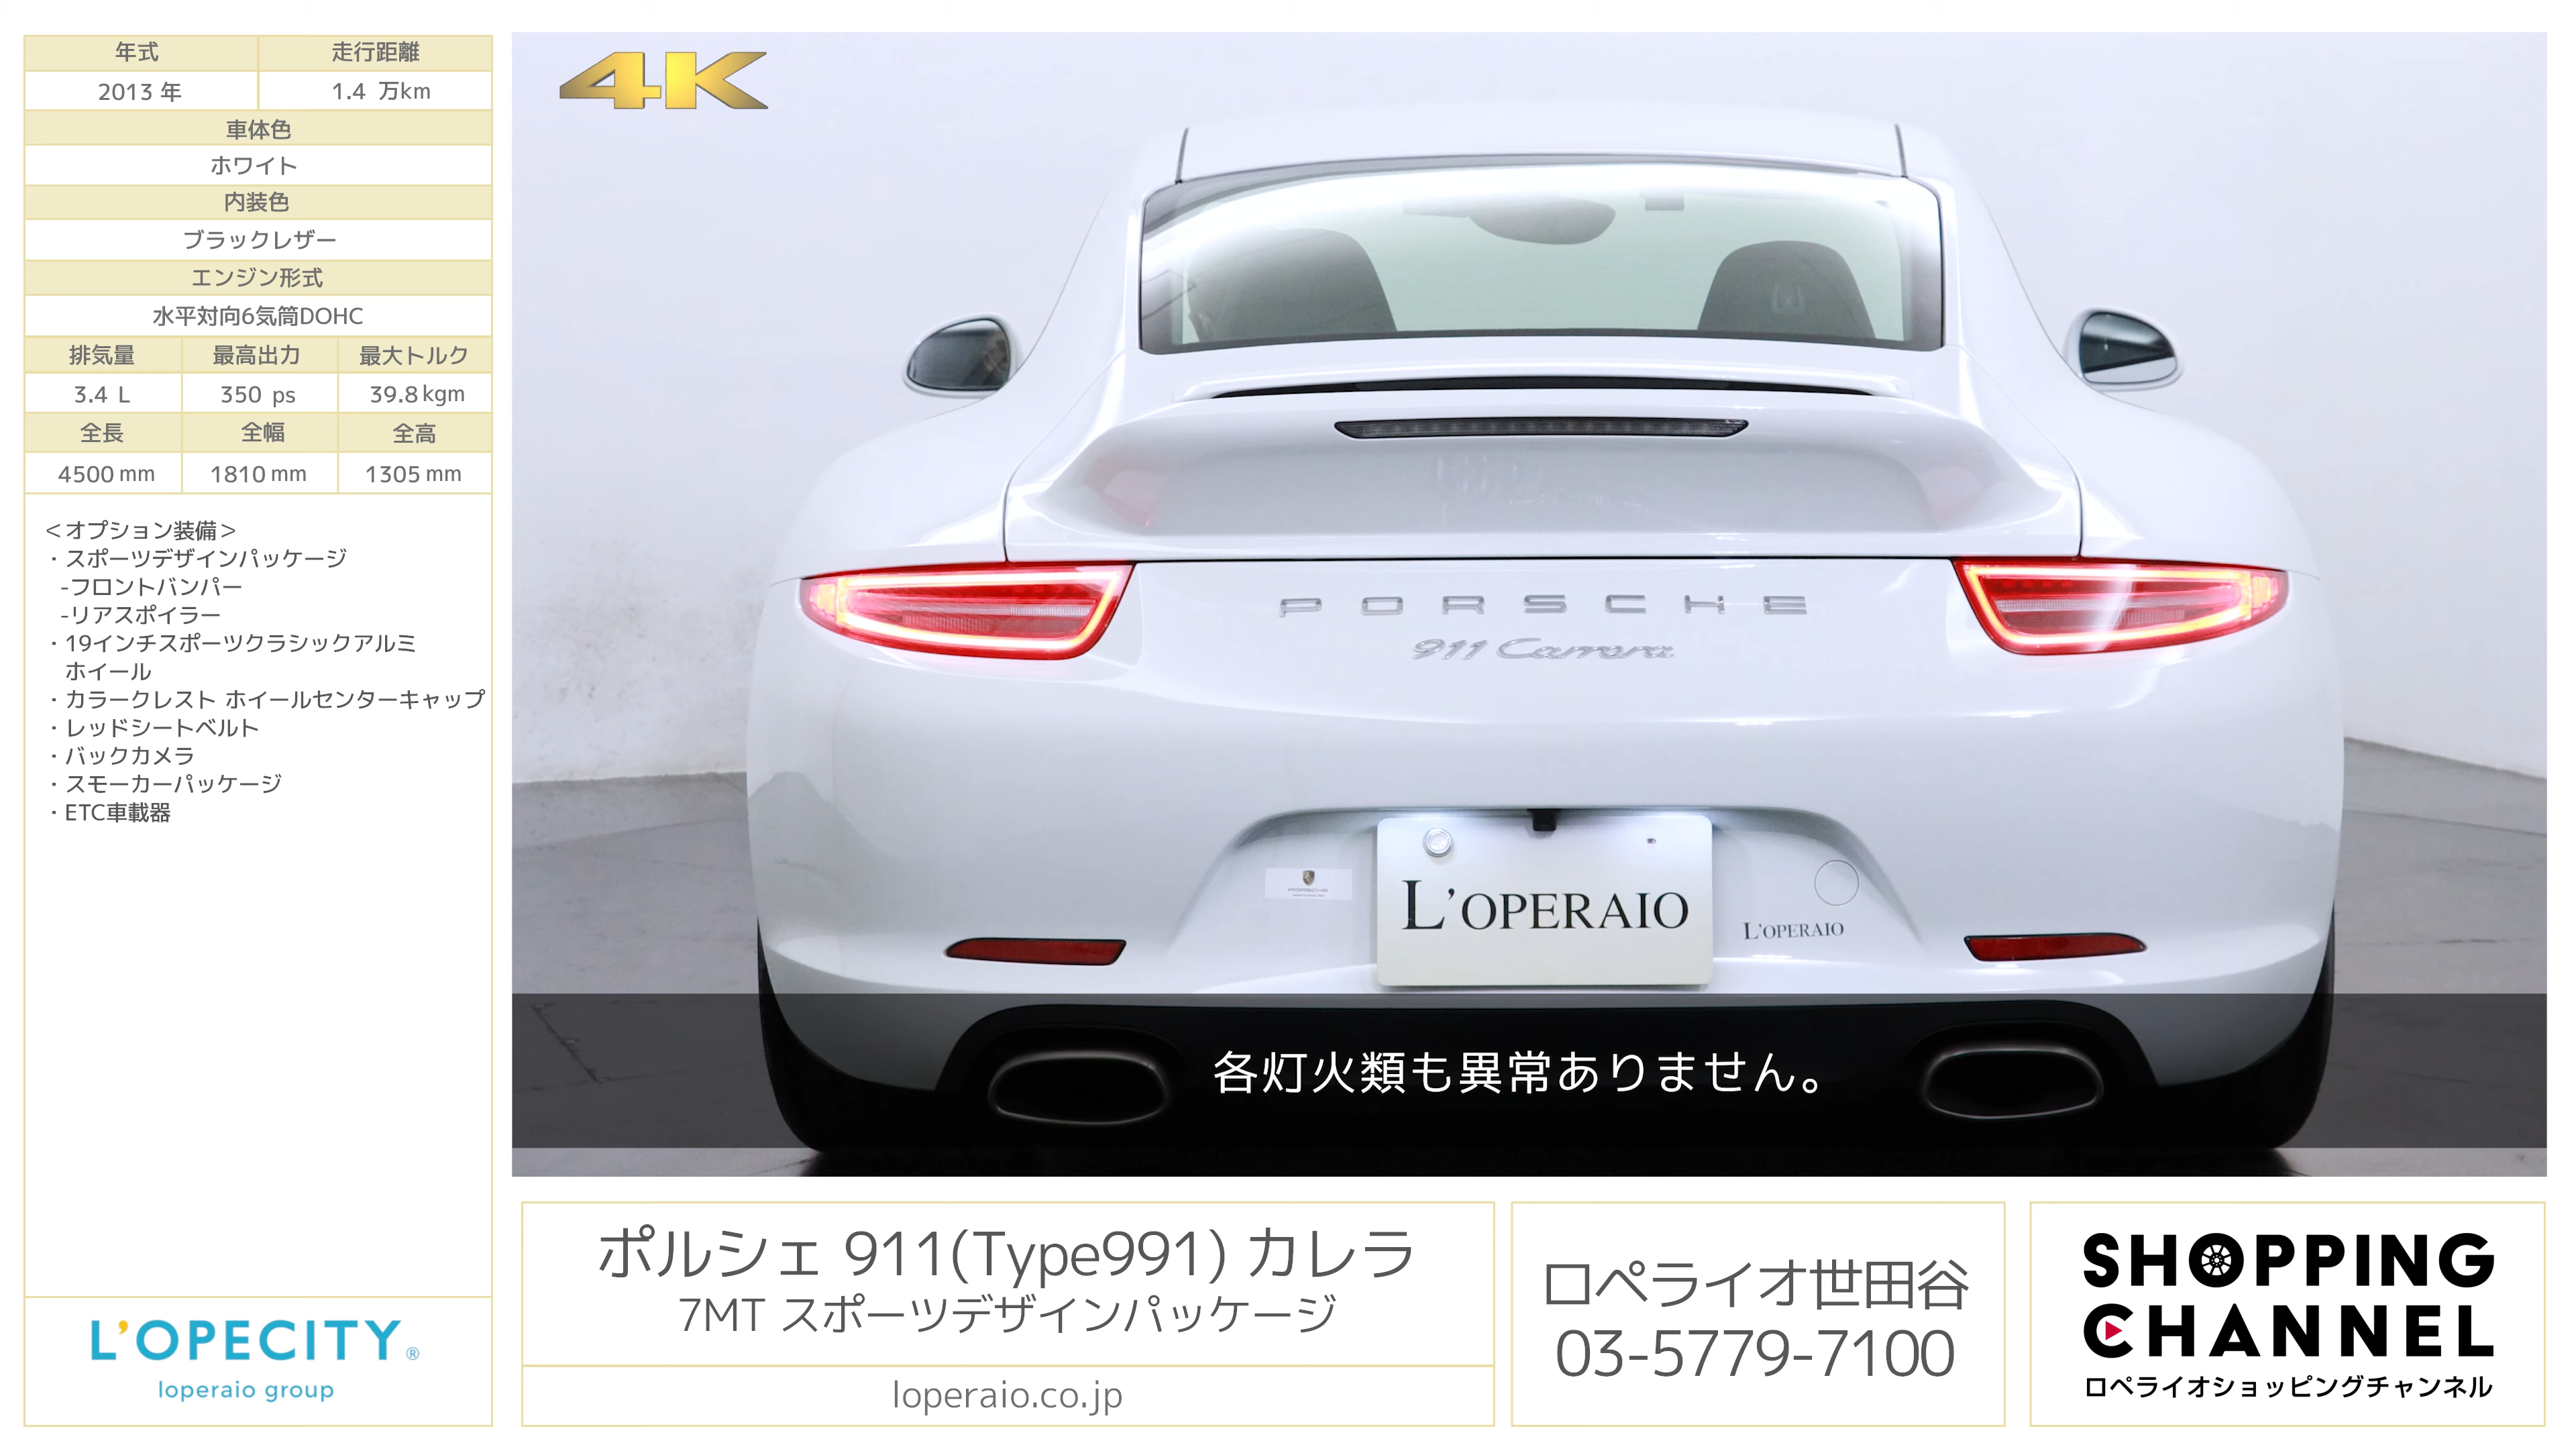 年式 走行距離
2013 年 1.4 万km
車体色
ホワイト
内装色
ブラックレザー
エンジン形式
水平対向6気筒DOHC
排気量 最高出力 最大トルク
3.4 L 350 ps 39.8 kgm
全長 全幅 全高
4500 mm 1810 mm 1305 mm
＜オプション装備＞
・スポーツデザインパッケージ
-フロントバンパー
-リアスポイラー
・19インチスポーツクラシックアルミ
ホイール
・カラークレスト ホイールセンターキャップ
・レッドシートベルト
・バックカメラ
・スモーカーパッケージ
・ETC車載器
L'OPECITY®
loperaio group
4K
PORSCHE
911 Carrera
L'OPERAIO
L'OPERAIO
各灯火類も異常ありません。
ポルシェ 911(Type991) カレラ
7MT スポーツデザインパッケージ
loperaio.co.jp
ロペライオ世田谷
03-5779-7100
SHOPPING
CHANNEL
ロペライオショッピングチャンネル